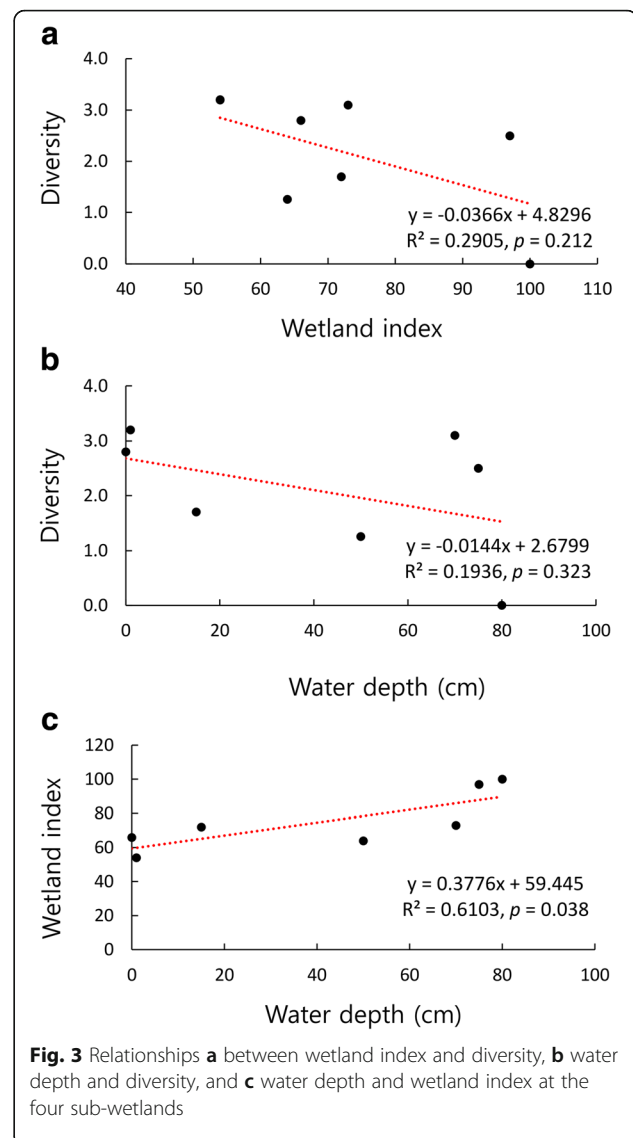 a
4.0
3.0
2.0
1.0
0.0
Diversity
y = -0.0366x + 4.8296
R² = 0.2905, p = 0.212
40 50 60 70 80 90 100 110
Wetland index
b
4.0
3.0
2.0
1.0
0.0
Diversity
y = -0.0144x + 2.6799
R² = 0.1936, p = 0.323
0 20 40 60 80 100
Water depth (cm)
c
120
100
80
60
40
20
0
Wetland index
y = 0.3776x + 59.445
R² = 0.6103, p = 0.038
0 20 40 60 80 100
Water depth (cm)
Fig. 3 Relationships a between wetland index and diversity, b water
depth and diversity, and c water depth and wetland index at the
four sub-wetlands